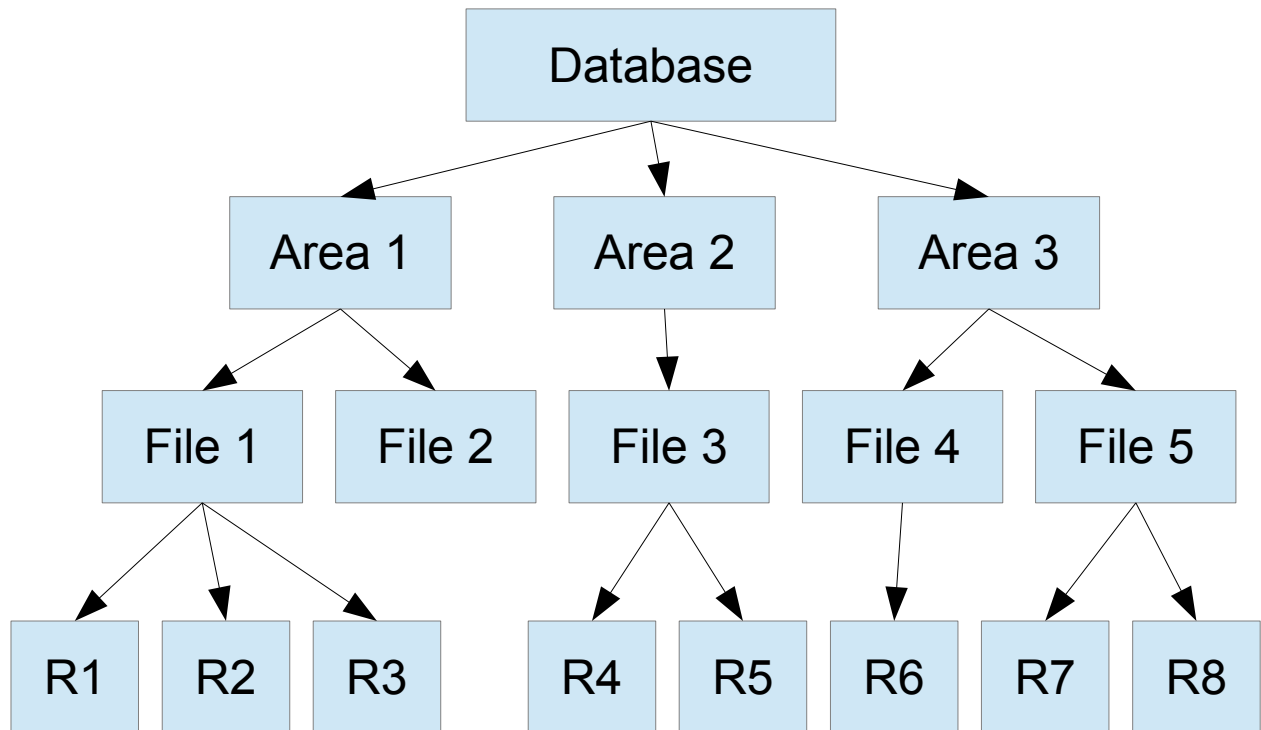 Database
Area 1
Area 2
Area 3
File 1
File 2
File 3
File 4
File 5
R1
R2
R3
R4
R5
R6
R7
R8